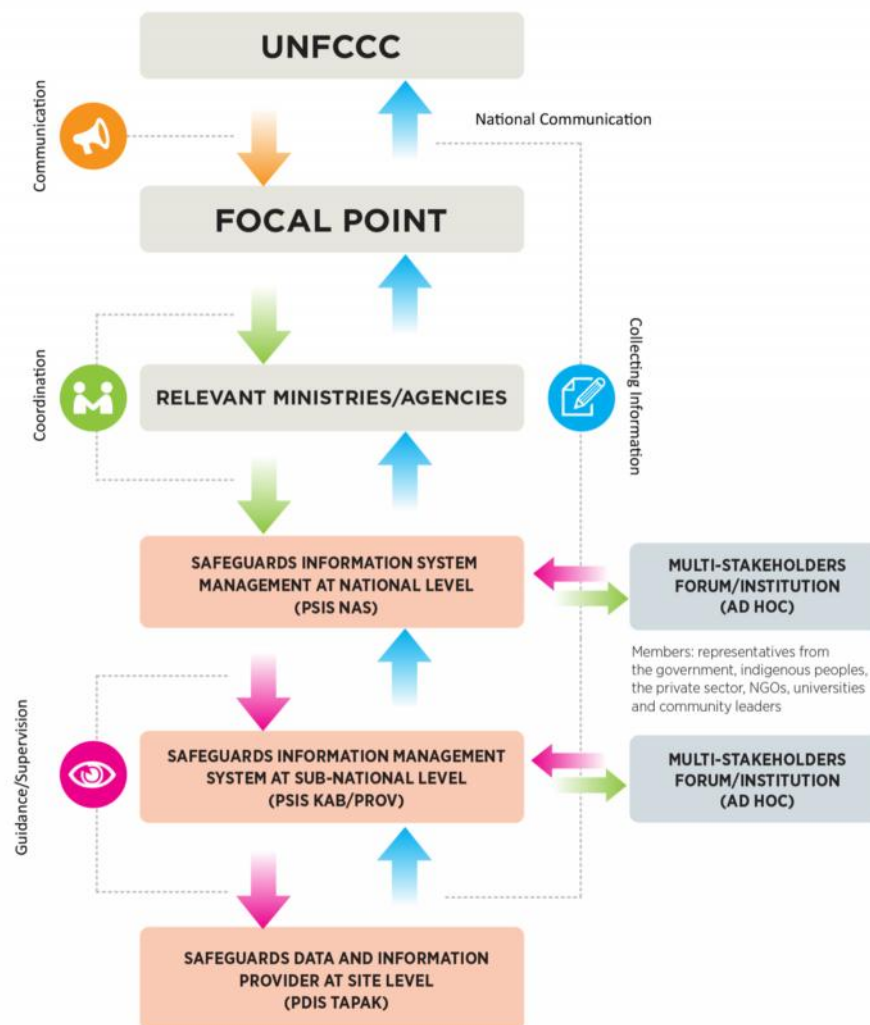 UNFCCC
Communication
National Communication
FOCAL POINT
Coordination
RELEVANT MINISTRIES/AGENCIES
Collecting Information
SAFEGUARDS INFORMATION SYSTEM
MANAGEMENT AT NATIONAL LEVEL
(PSIS NAS)
MULTI-STAKEHOLDERS
FORUM/INSTITUTION
(AD HOC)
Members: representatives from
the government, indigenous peoples,
the private sector, NGOs, universities
and community leaders
Guidance/Supervision
SAFEGUARDS INFORMATION MANAGEMENT
SYSTEM AT SUB-NATIONAL LEVEL
(PSIS KAB/PROV)
MULTI-STAKEHOLDERS
FORUM/INSTITUTION
(AD HOC)
SAFEGUARDS DATA AND INFORMATION
PROVIDER AT SITE LEVEL
(PDIS TAPAK)